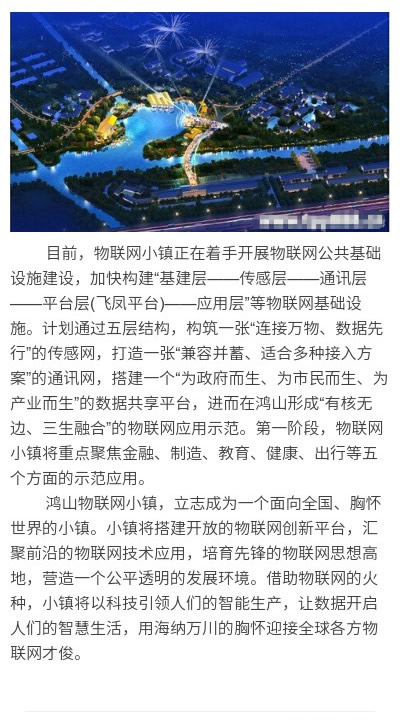 目前，物联网小镇正在着手开展物联网公共基础
设施建设，加快构建“基建层——传感层——通讯层
——平台层(飞凤平台)——应用层”等物联网基础设
施。计划通过五层结构，构筑一张“连接万物、数据先
行”的传感网，打造一张“兼容并蓄、适合多种接入方
案”的通讯网，搭建一个“为政府而生、为市民而生、为
产业而生”的数据共享平台，进而在鸿山形成“有核无
边、三生融合”的物联网应用示范。第一阶段，物联网
小镇将重点聚焦金融、制造、教育、健康、出行等五
个方面的示范应用。
鸿山物联网小镇，立志成为一个面向全国、胸怀
世界的小镇。小镇将搭建开放的物联网创新平台，汇
聚前沿的物联网技术应用，培育先锋的物联网思想高
地，营造一个公平透明的发展环境。借助物联网的火
种，小镇将以科技引领人们的智能生产，让数据开启
人们的智慧生活，用海纳万川的胸怀迎接全球各方物
联网才俊。